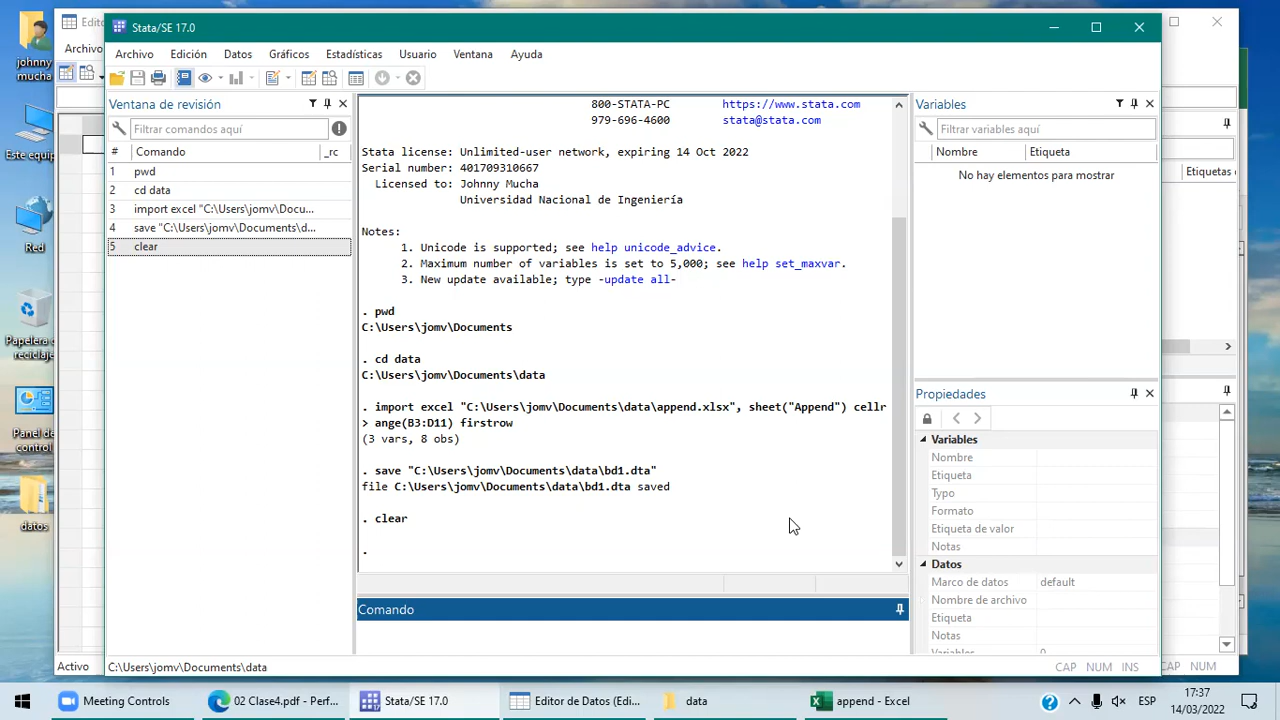 johnny
mucha
Este equip
Red
Papelera de
reciclaje
Panel de
control
datos
Edito
Archivo
Stata/SE 17.0
Archivo Edición Datos Gráficos Estadísticas Usuario Ventana Ayuda
Ventana de revisión
Filtrar comandos aquí
# Comando _rc
1 pwd
2 cd data
3 import excel "C:\Users\jomv\Docu...
4 save "C:\Users\jomv\Documents\d...
5 clear
800-STATA-PC https://www.stata.com
979-696-4600 stata@stata.com
Stata license: Unlimited-user network, expiring 14 Oct 2022
Serial number: 401709310667
Licensed to: Johnny Mucha
Universidad Nacional de Ingeniería
Notes:
1. Unicode is supported; see help unicode_advice.
2. Maximum number of variables is set to 5,000; see help set_maxvar.
3. New update available; type -update all-
. pwd
C:\Users\jomv\Documents
. cd data
C:\Users\jomv\Documents\data
. import excel "C:\Users\jomv\Documents\data\append.xlsx", sheet("Append") cellr
> ange(B3:D11) firstrow
(3 vars, 8 obs)
. save "C:\Users\jomv\Documents\data\bd1.dta"
file C:\Users\jomv\Documents\data\bd1.dta saved
. clear
.
Comando
Variables
Filtrar variables aquí
Nombre Etiqueta
No hay elementos para mostrar
Propiedades
Variables
Nombre
Etiqueta
Typo
Formato
Etiqueta de valor
Notas
Datos
Marco de datos default
Nombre de archivo
Etiqueta
Notas
Variables 0
Etiquetas
Activo
C:\Users\jomv\Documents\data
CAP NUM INS
CAP NUM
Meeting Controls
02 Clase4.pdf - Perf...
Stata/SE 17.0
Editor de Datos (Edi...
data
append - Excel
ESP
17:37
14/03/2022